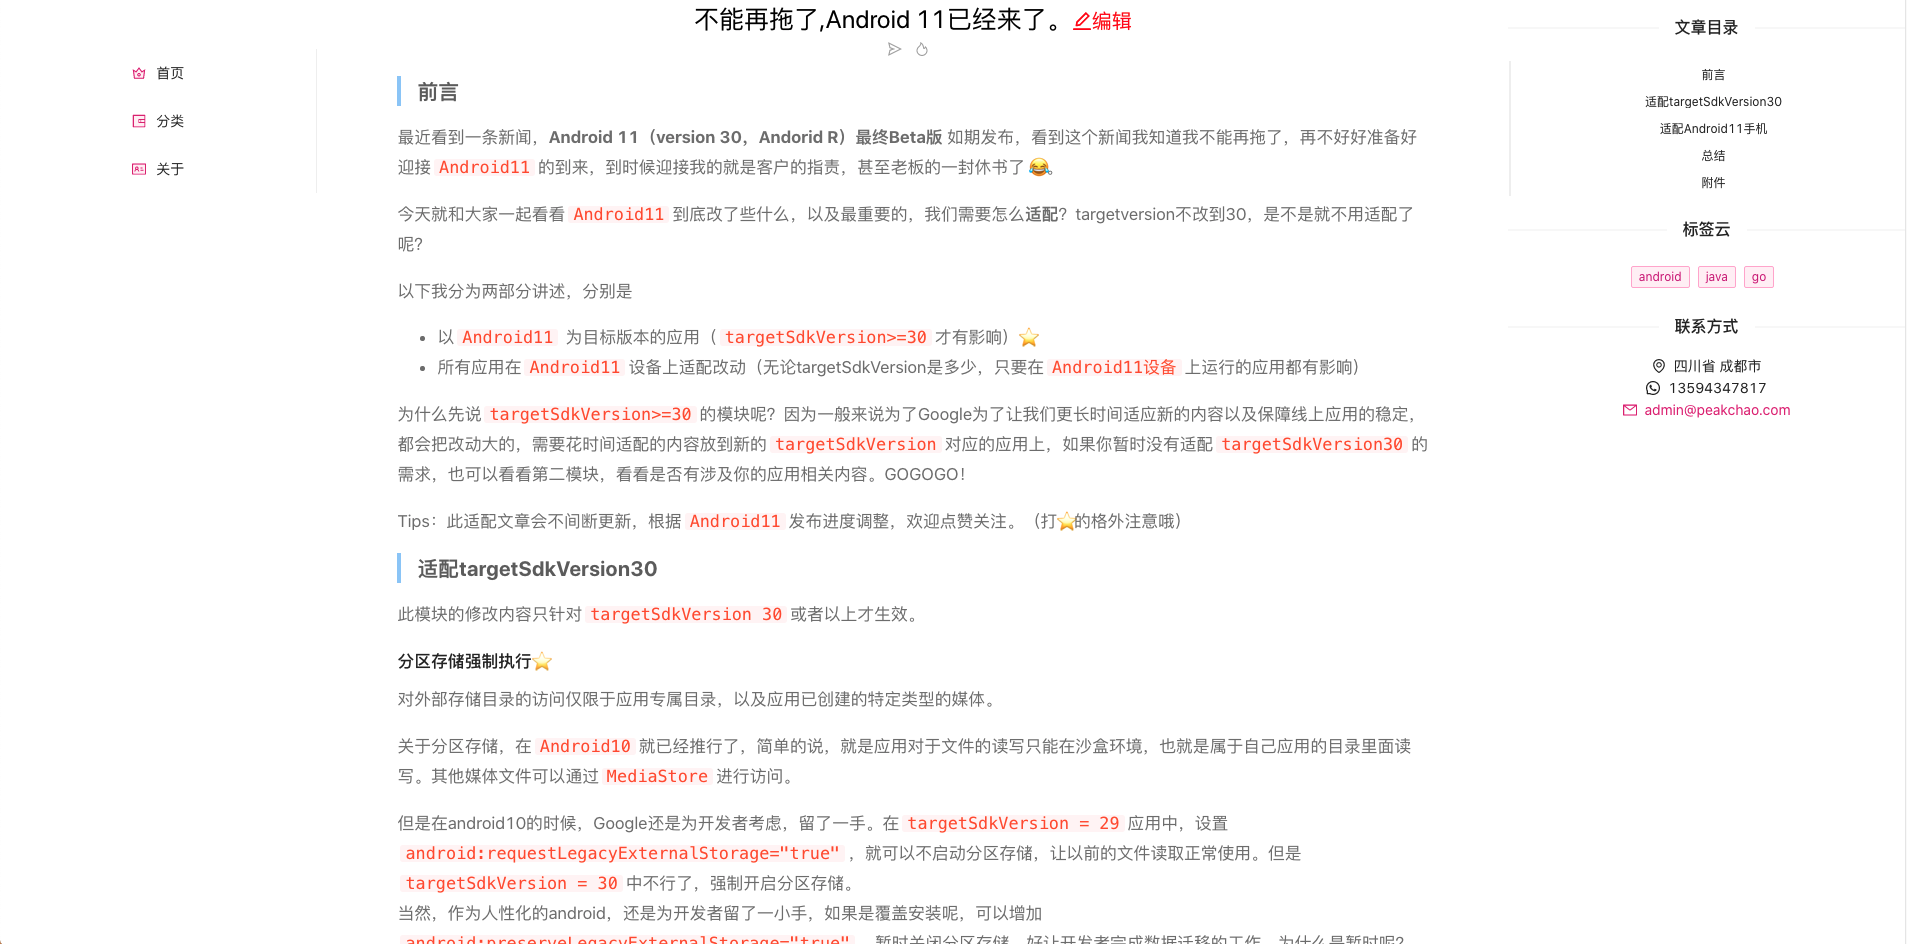 不能再拖了,Android 11已经来了。编辑
首页
分类
关于
前言
最近看到一条新闻，Android 11（version 30，Andorid R）最终Beta版 如期发布，看到这个新闻我知道我不能再拖了，再不好好准备好
迎接 Android11 的到来，到时候迎接我的就是客户的指责，甚至老板的一封休书了😂。
今天就和大家一起看看 Android11 到底改了些什么，以及最重要的，我们需要怎么适配？targetversion不改到30，是不是就不用适配了
呢？
以下我分为两部分讲述，分别是
• 以 Android11 为目标版本的应用（ targetSdkVersion>=30 才有影响）⭐
• 所有应用在 Android11 设备上适配改动（无论targetSdkVersion是多少，只要在 Android11设备 上运行的应用都有影响）
为什么先说 targetSdkVersion>=30 的模块呢？因为一般来说为了Google为了让我们更长时间适应新的内容以及保障线上应用的稳定，
都会把改动大的，需要花时间适配的内容放到新的 targetSdkVersion 对应的应用上，如果你暂时没有适配 targetSdkVersion30 的
需求，也可以看看第二模块，看看是否有涉及你的应用相关内容。GOGOGO！
Tips：此适配文章会不间断更新，根据 Android11 发布进度调整，欢迎点赞关注。（打⭐的格外注意哦）
适配targetSdkVersion30
此模块的修改内容只针对 targetSdkVersion 30 或者以上才生效。
分区存储强制执行⭐
对外部存储目录的访问仅限于应用专属目录，以及应用已创建的特定类型的媒体。
关于分区存储，在 Android10 就已经推行了，简单的说，就是应用对于文件的读写只能在沙盒环境，也就是属于自己应用的目录里面读
写。其他媒体文件可以通过 MediaStore 进行访问。
但是在android10的时候，Google还是为开发者考虑，留了一手。在 targetSdkVersion = 29 应用中，设置
android:requestLegacyExternalStorage="true" ，就可以不启动分区存储，让以前的文件读取正常使用。但是
targetSdkVersion = 30 中不行了，强制开启分区存储。
当然，作为人性化的android，还是为开发者留了一小手，如果是覆盖安装呢，可以增加
android:preserveLegacyExternalStorage="true" ，暂时关闭分区存储，好让开发者完成数据迁移的工作。为什么是暂时呢？
文章目录
前言
适配targetSdkVersion30
适配Android11手机
总结
附件
标签云
android java go
联系方式
四川省 成都市
13594347817
admin@peakchao.com